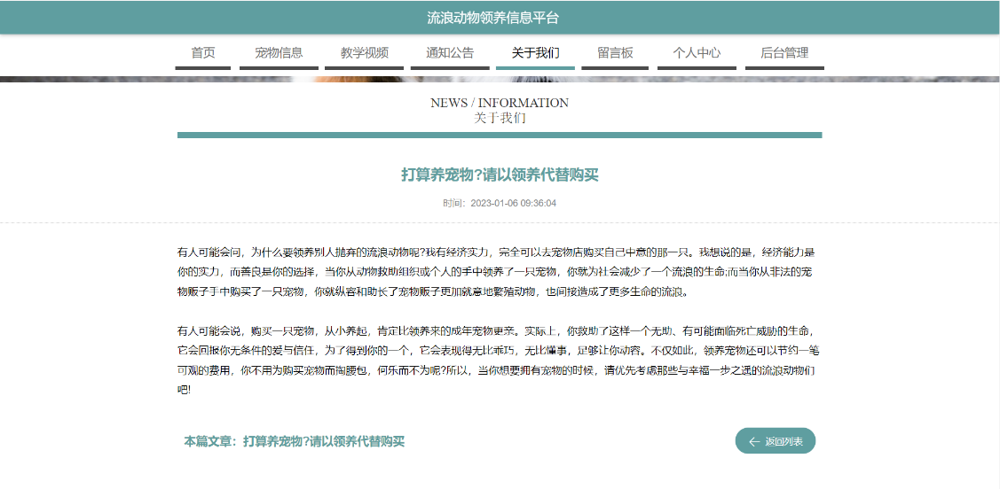 流浪动物领养信息平台
首页 宠物信息 教学视频 通知公告 关于我们 留言板 个人中心 后台管理
NEWS / INFORMATION
关于我们
打算养宠物?请以领养代替购买
时间：2023-01-06 09:36:04
有人可能会问，为什么要领养别人抛弃的流浪动物呢?我有经济实力，完全可以去宠物店购买自己中意的那一只。我想说的是，经济能力是
你的实力，而善良是你的选择，当你从动物救助组织或个人的手中领养了一只宠物，你就为社会减少了一个流浪的生命;而当你从非法的宠
物贩子手中购买了一只宠物，你就纵容和助长了宠物贩子更加就意地繁殖动物，也间接造成了更多生命的流浪。
有人可能会说，购买一只宠物，从小养起，肯定比领养来的成年宠物更亲。实际上，你救助了这样一个无助、有可能面临死亡威胁的生命，
它会回报你无条件的爱与信任，为了得到你的一个，它会表现得无比乖巧，无比懂事，足够让你动容。不仅如此，领养宠物还可以节约一笔
可观的费用，你不用为购买宠物而掏腰包，何乐而不为呢?所以，当你想要拥有宠物的时候，请优先考虑那些与幸福一步之遥的流浪动物们
吧!
本篇文章：打算养宠物?请以领养代替购买
返回列表